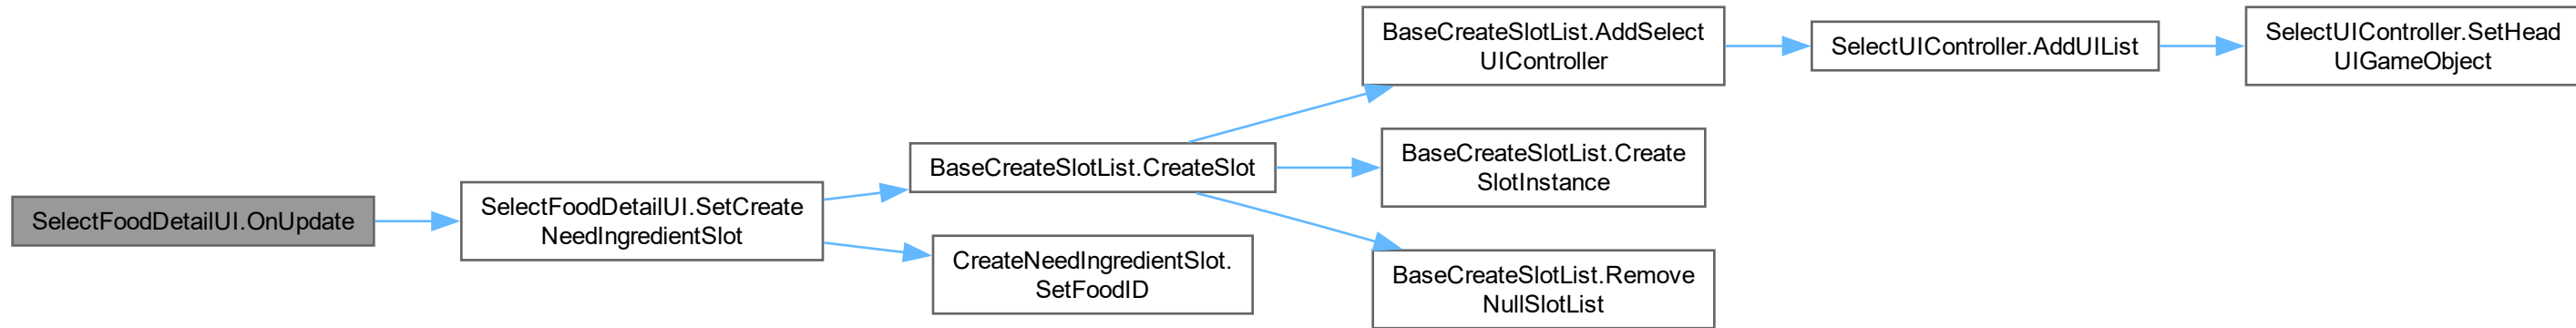 SelectFoodDetailUI.OnUpdate
SelectFoodDetailUI.SetCreate
NeedIngredientSlot
BaseCreateSlotList.CreateSlot
CreateNeedIngredientSlot.
SetFoodID
BaseCreateSlotList.AddSelect
UIController
BaseCreateSlotList.Create
SlotInstance
BaseCreateSlotList.Remove
NullSlotList
SelectUIController.AddUIList
SelectUIController.SetHead
UIGameObject